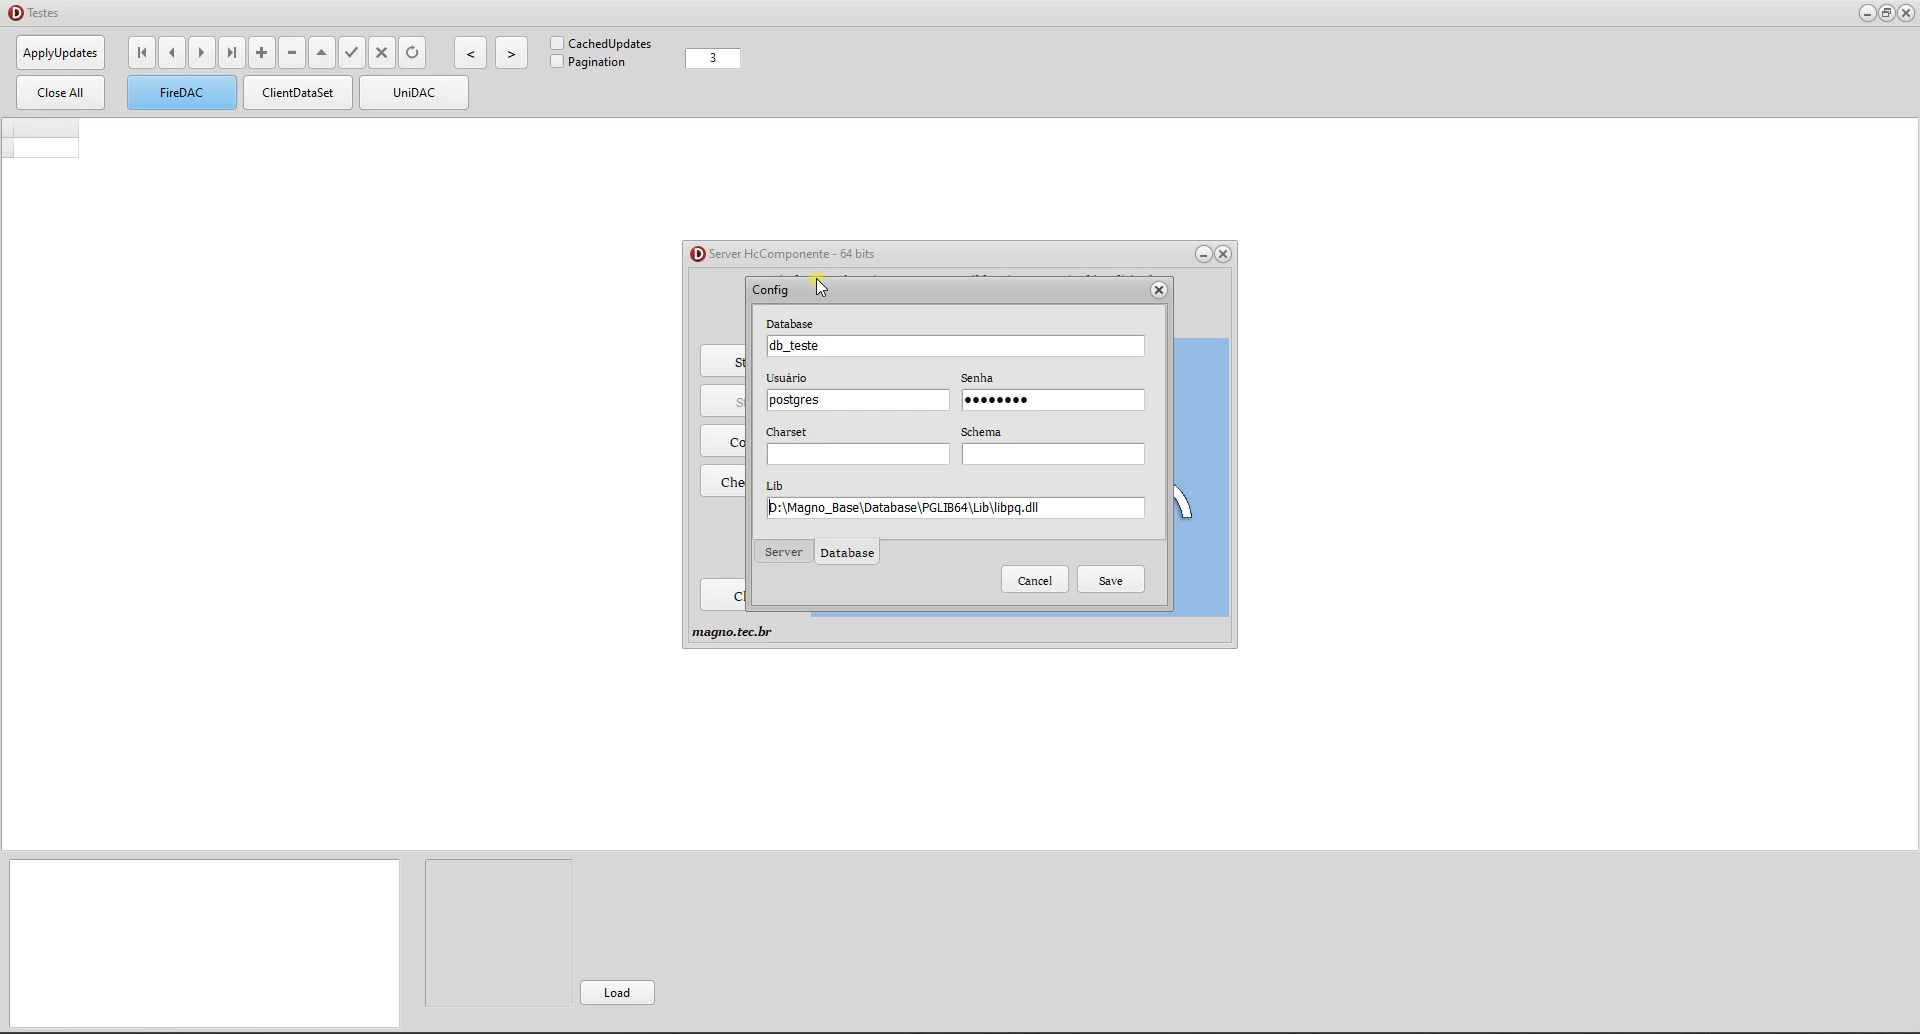 Testes
ApplyUpdates
< >
CachedUpdates
Pagination
3
Close All
FireDAC
ClientDataSet
UniDAC
Server HcComponente - 64 bits
Config
Database
db_teste
Usuário Senha
postgres ●●●●●●●●
Charset Schema
Lib
D:\Magno_Base\Database\PGLIB64\Lib\libpq.dll
Server Database
Cancel Save
magno.tec.br
Load